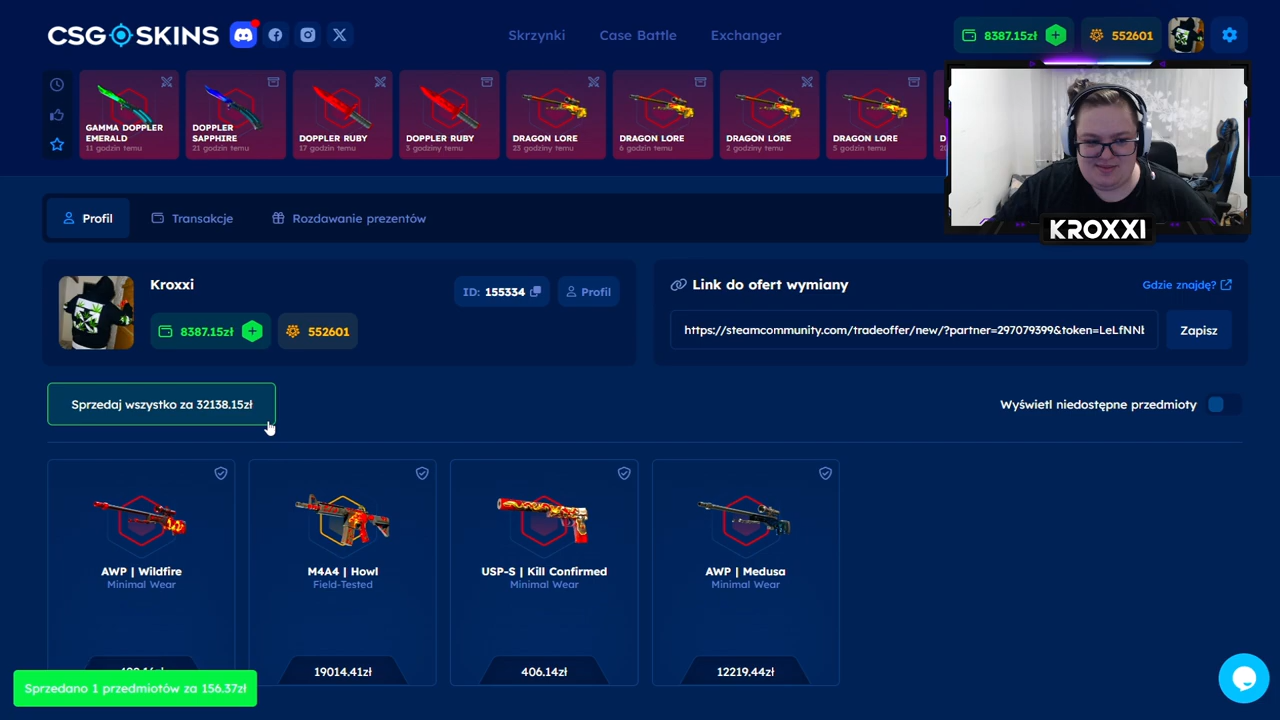 CSG SKINS
Skrzynki
Case Battle
Exchanger
8387.15zł
552601
GAMMA DOPPLER
EMERALD
11 godzin temu
DOPPLER
SAPPHIRE
21 godzin temu
DOPPLER RUBY
17 godzin temu
DOPPLER RUBY
3 godziny temu
DRAGON LORE
23 godziny temu
DRAGON LORE
6 godzin temu
DRAGON LORE
2 godziny temu
DRAGON LORE
5 godzin temu
KROXXI
Profil
Transakcje
Rozdawanie prezentów
Kroxxi
ID: 155334
Profil
8387.15zł
552601
Link do ofert wymiany
Gdzie znajdę?
https://steamcommunity.com/tradeoffer/new/?partner=297079399&token=LeLfNNb
Zapisz
Sprzedaj wszystko za 32138.15zł
Wyświetl niedostępne przedmioty
AWP | Wildfire
Minimal Wear
M4A4 | Howl
Field-Tested
19014.41zł
USP-S | Kill Confirmed
Minimal Wear
406.14zł
AWP | Medusa
Minimal Wear
12219.44zł
Sprzedano 1 przedmiotów za 156.37zł